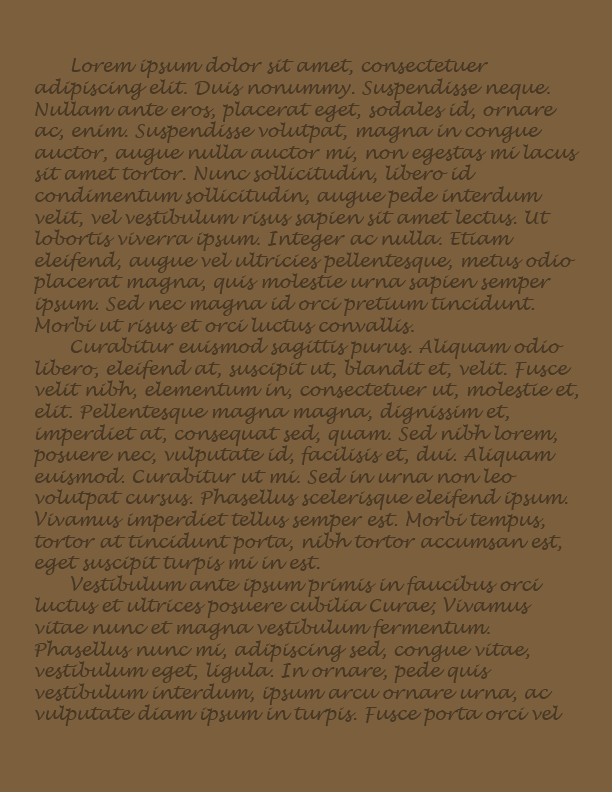 Lorem ipsum dolor sit amet, consectetuer
adipiscing elit. Duis nonummy. Suspendisse neque.
Nullam ante eros, placerat eget, sodales id, ornare
ac, enim. Suspendisse volutpat, magna in congue
auctor, augue nulla auctor mi, non egestas mi lacus
sit amet tortor. Nunc sollicitudin, libero id
condimentum sollicitudin, augue pede interdum
velit, vel vestibulum risus sapien sit amet lectus. Ut
lobortis viverra ipsum. Integer ac nulla. Etiam
eleifend, augue vel ultricies pellentesque, metus odio
placerat magna, quis molestie urna sapien semper
ipsum. Sed nec magna id orci pretium tincidunt.
Morbi ut risus et orci luctus convallis.
Curabitur euismod sagittis purus. Aliquam odio
libero, eleifend at, suscipit ut, blandit et, velit. Fusce
velit nibh, elementum in, consectetuer ut, molestie et,
elit. Pellentesque magna magna, dignissim et,
imperdiet at, consequat sed, quam. Sed nibh lorem,
posuere nec, vulputate id, facilisis et, dui. Aliquam
euismod. Curabitur ut mi. Sed in urna non leo
volutpat cursus. Phasellus scelerisque eleifend ipsum.
Vivamus imperdiet tellus semper est. Morbi tempus,
tortor at tincidunt porta, nibh tortor accumsan est,
eget suscipit turpis mi in est.
Vestibulum ante ipsum primis in faucibus orci
luctus et ultrices posuere cubilia Curae; Vivamus
vitae nunc et magna vestibulum fermentum.
Phasellus nunc mi, adipiscing sed, congue vitae,
vestibulum eget, ligula. In ornare, pede quis
vestibulum interdum, ipsum arcu ornare urna, ac
vulputate diam ipsum in turpis. Fusce porta orci vel